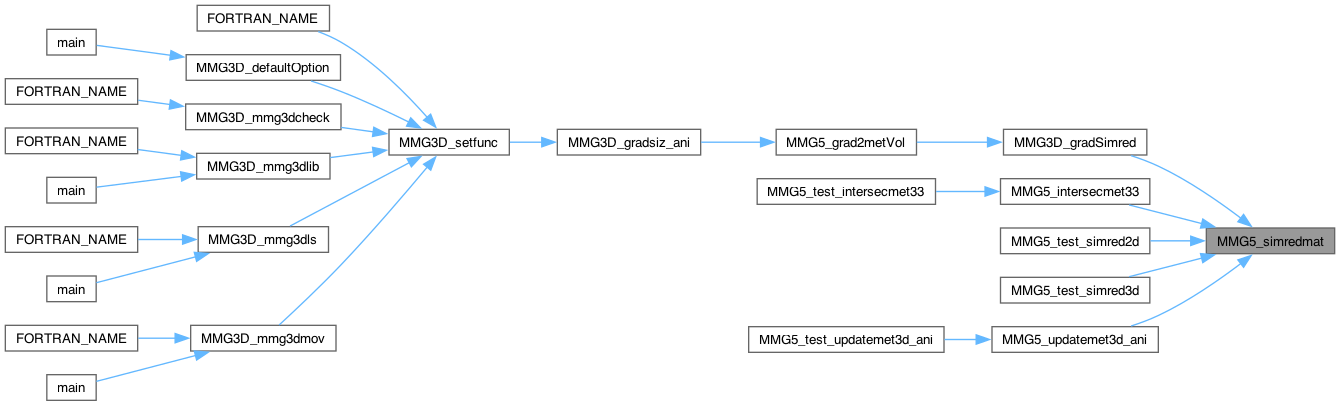 FORTRAN_NAME
main
MMG3D_defaultOption
FORTRAN_NAME
MMG3D_mmg3dcheck
FORTRAN_NAME
MMG3D_mmg3dlib
main
MMG3D_setfunc
MMG3D_gradsiz_ani
MMG5_grad2metVol
MMG3D_gradSimred
MMG5_test_intersecmet33
MMG5_intersecmet33
FORTRAN_NAME
MMG3D_mmg3dls
main
MMG5_test_simred2d
MMG5_simredmat
MMG5_test_simred3d
FORTRAN_NAME
MMG3D_mmg3dmov
main
MMG5_test_updatemet3d_ani
MMG5_updatemet3d_ani